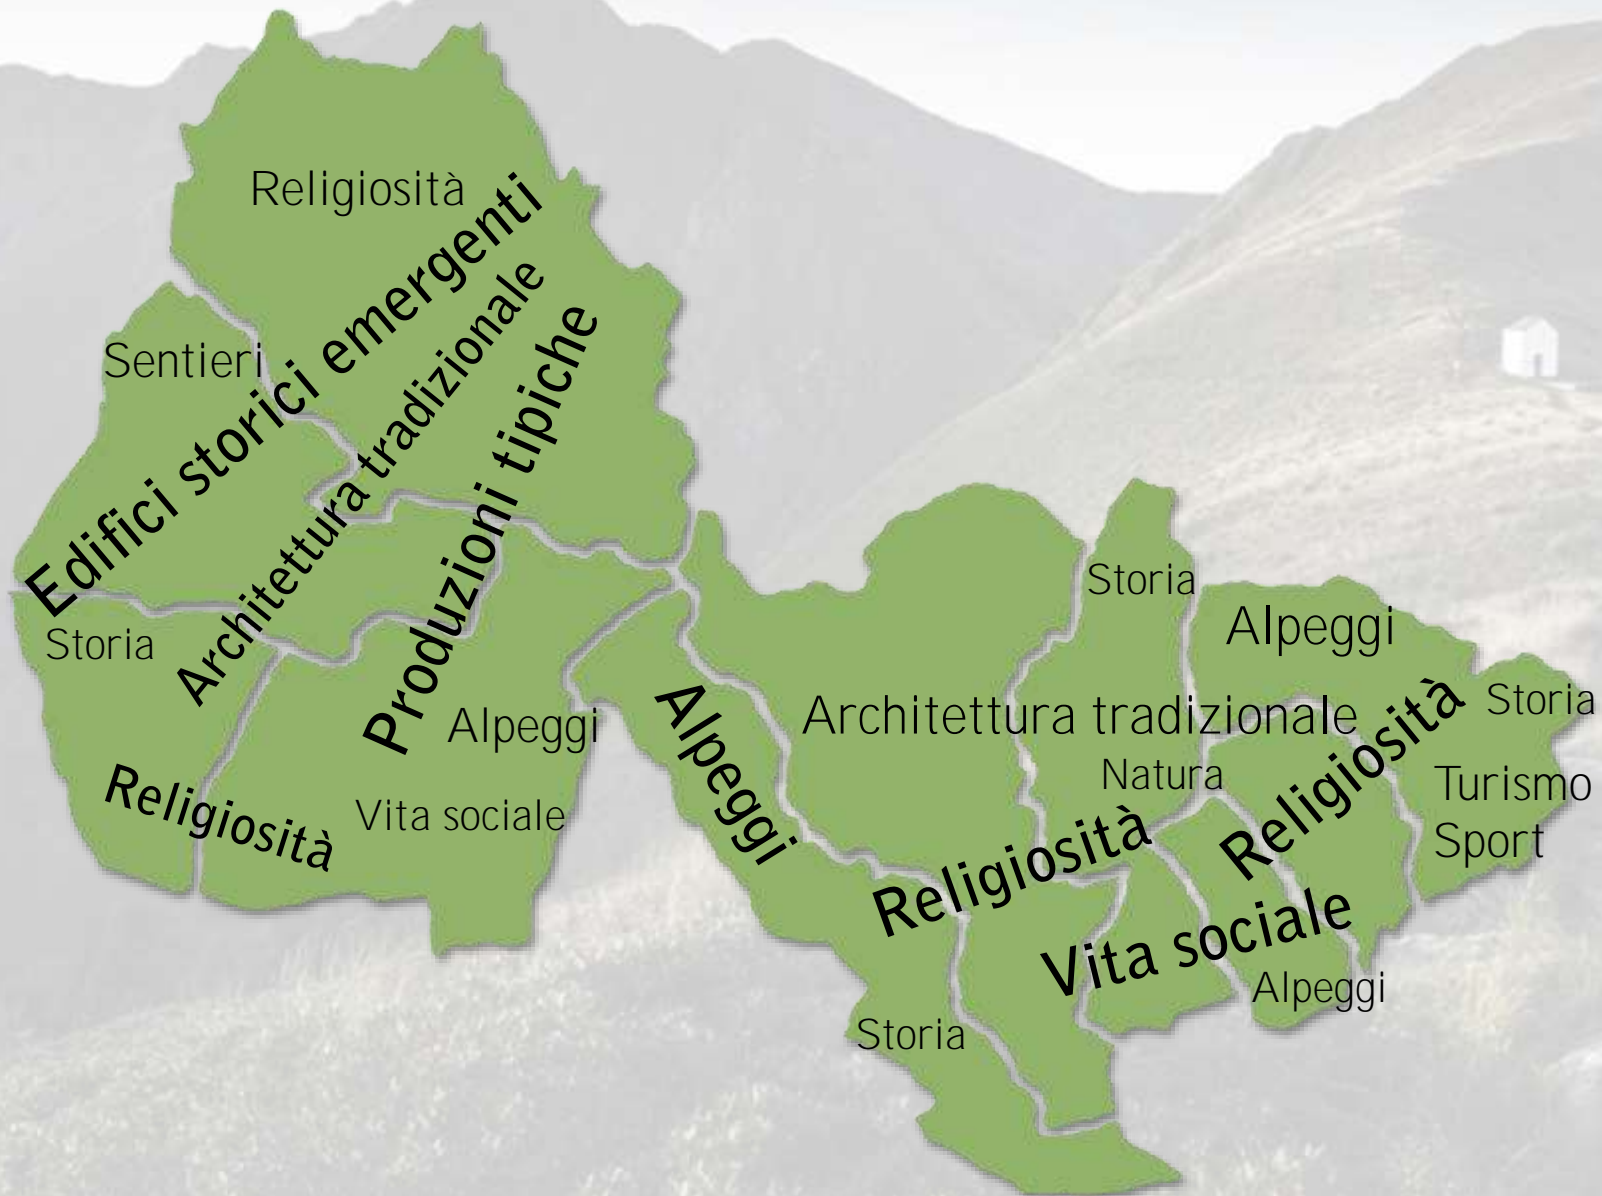 Religiosità
Edifici storici emergenti
Sentieri
Architettura tradizionale
Produzioni tipiche
Storia
Religiosità
Alpeggi
Vita sociale
Alpeggi
Storia
Alpeggi
Architettura tradizionale
Storia
Natura
Religiosità
Turismo
Sport
Religiosità
Vita sociale
Alpeggi
Storia